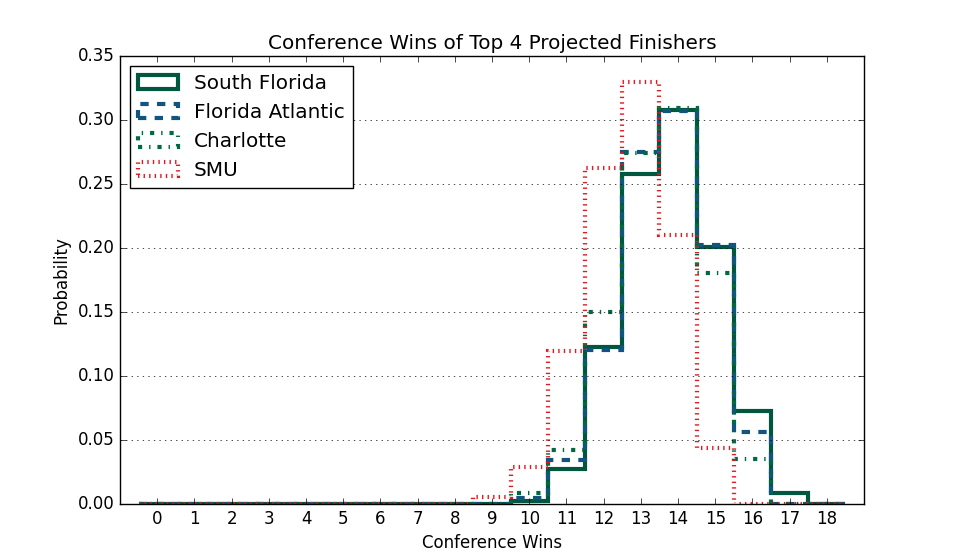 Conference Wins of Top 4 Projected Finishers
0.35
0.30
0.25
0.20
0.15
0.10
0.05
0.00
Probability
South Florida
Florida Atlantic
Charlotte
SMU
0 1 2 3 4 5 6 7 8 9 10 11 12 13 14 15 16 17 18
Conference Wins